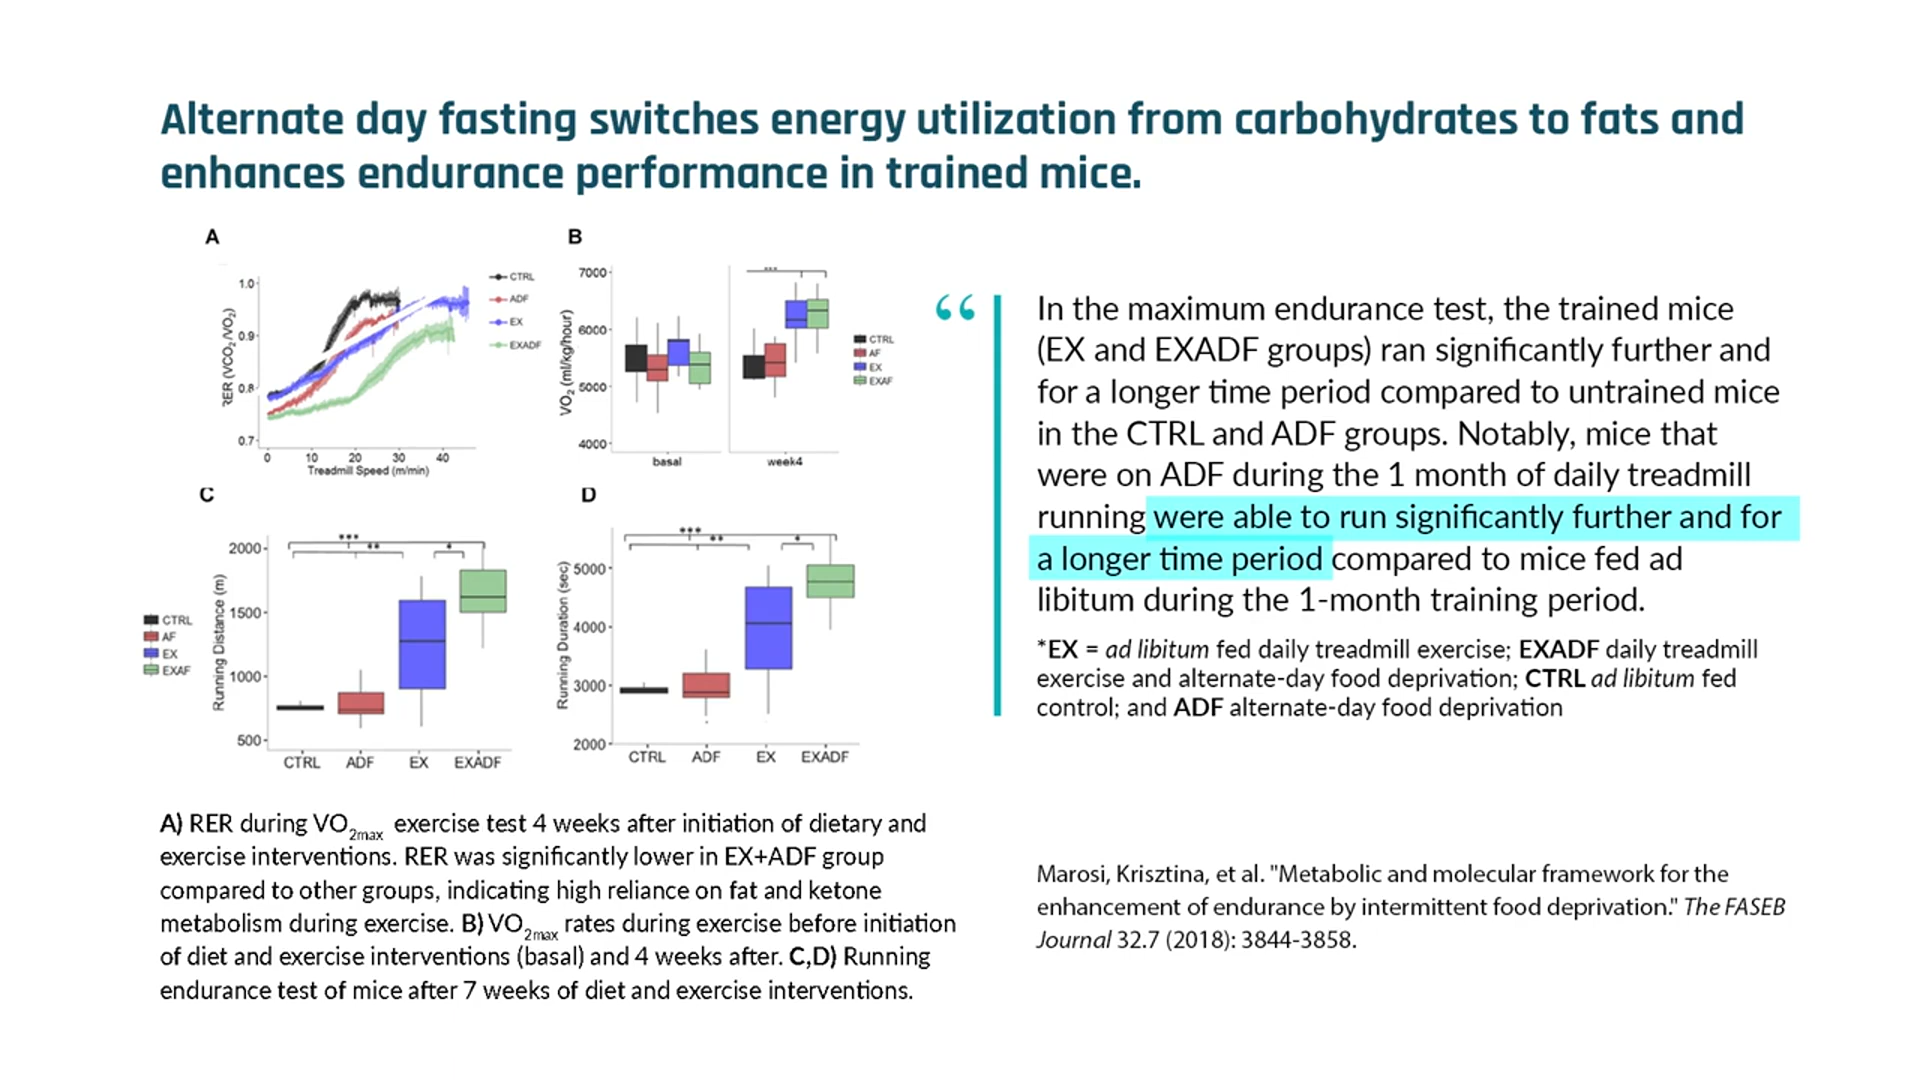 Alternate day fasting switches energy utilization from carbohydrates to fats and
enhances endurance performance in trained mice.
A
RER (VCO2/VO2)
1.0
0.9
0.8
0.7
0 10 20 30 40
Treadmill Speed (m/min)
CTRL
ADF
EX
EXADF
B
VO2 (ml/kg/hour)
7000
6000
5000
4000
***
basal week4
CTRL
AF
EX
EXAF
C
CTRL
AF
EX
EXAF
Running Distance (m)
2000
1500
1000
500
***
**
*
CTRL ADF EX EXADF
D
Running Duration (sec)
5000
4000
3000
2000
***
**
*
CTRL ADF EX EXADF
A) RER during VO2max exercise test 4 weeks after initiation of dietary and
exercise interventions. RER was significantly lower in EX+ADF group
compared to other groups, indicating high reliance on fat and ketone
metabolism during exercise. B) VO2max rates during exercise before initiation
of diet and exercise interventions (basal) and 4 weeks after. C,D) Running
endurance test of mice after 7 weeks of diet and exercise interventions.
“
In the maximum endurance test, the trained mice
(EX and EXADF groups) ran significantly further and
for a longer time period compared to untrained mice
in the CTRL and ADF groups. Notably, mice that
were on ADF during the 1 month of daily treadmill
running were able to run significantly further and for
a longer time period compared to mice fed ad
libitum during the 1-month training period.
*EX = ad libitum fed daily treadmill exercise; EXADF daily treadmill
exercise and alternate-day food deprivation; CTRL ad libitum fed
control; and ADF alternate-day food deprivation
Marosi, Krisztina, et al. "Metabolic and molecular framework for the
enhancement of endurance by intermittent food deprivation." The FASEB
Journal 32.7 (2018): 3844-3858.